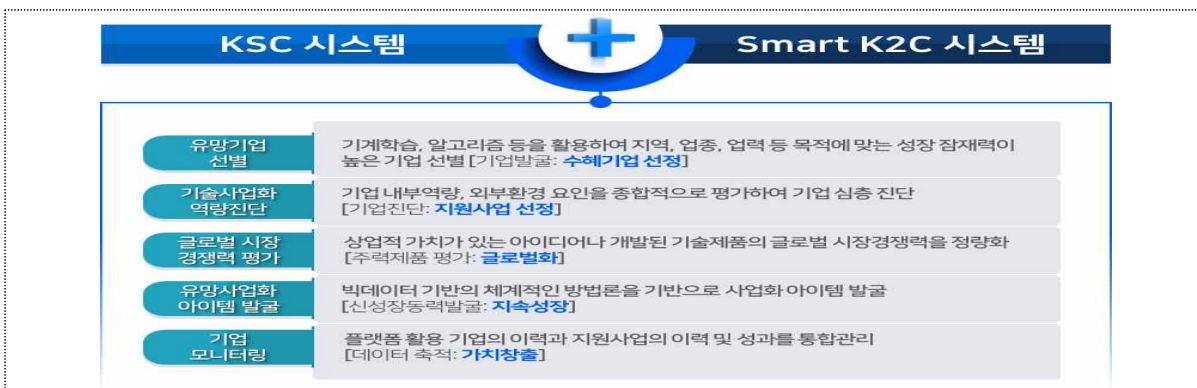 KSC 시스템
Smart K2C 시스템
유망기업
선별
기계학습, 알고리즘 등을 활용하여 지역, 업종, 업력 등 목적에 맞는 성장 잠재력이
높은 기업 선별 [기업발굴: 수혜기업 선정]
기술사업화
역량진단
기업 내부역량, 외부환경 요인을 종합적으로 평가하여 기업 심층 진단
[기업진단: 지원사업 선정]
글로벌 시장
경쟁력 평가
상업적 가치가 있는 아이디어나 개발된 기술제품의 글로벌 시장경쟁력을 정량화
[주력제품 평가: 글로벌화]
유망사업화
아이템 발굴
빅데이터 기반의 체계적인 방법론을 기반으로 사업화 아이템 발굴
[신성장동력발굴: 지속성장]
기업
모니터링
플랫폼 활용 기업의 이력과 지원사업의 이력 및 성과를 통합관리
[데이터 축적: 가치창출]